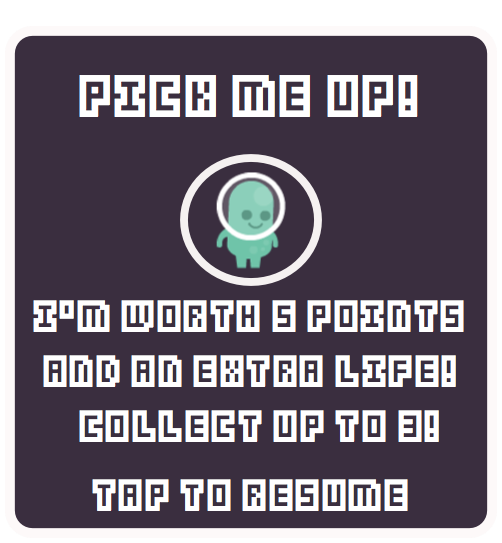 PICK ME UP!
I'M WORTH 5 POINTS
AND AN EXTRA LIFE!
COLLECT UP TO 3!
TAP TO RESUME